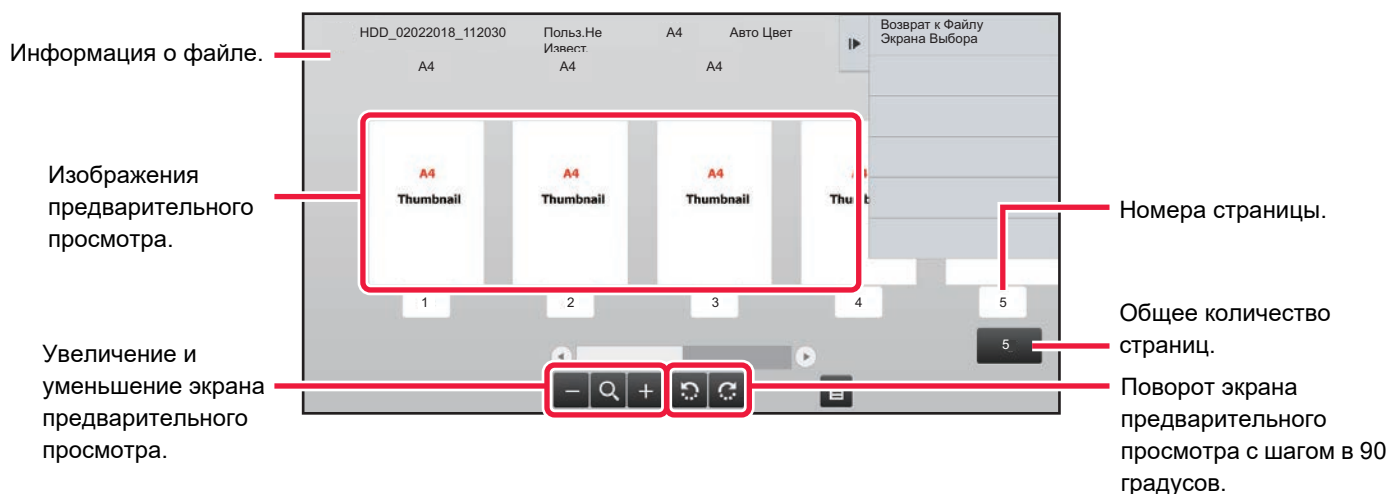 HDD_02022018_112030 Польз.Не A4 Авто Цвет
Извест.
A4 A4 A4
Возврат к Файлу
Экрана Выбора
Информация о файле.
A4 A4 A4
Thumbnail Thumbnail Thumbnail
Изображения
предварительного
просмотра.
Номера страницы.
1 2 3 4 5
5
Общее количество
страниц.
Увеличение и
уменьшение экрана
предварительного
просмотра.
Поворот экрана
предварительного
просмотра с шагом в 90
градусов.